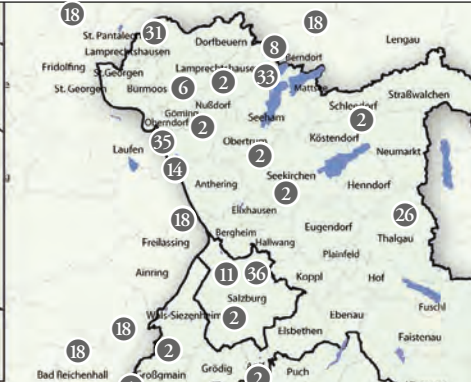 18
18
31
St. Pantaleo
Dorfbeuern
8
Lengau
Lamprechtshausen
Berndorf
Fridolfing
St.Georgen
Lamprechtshause
33
St. Georgen
Bürmoos
6
2
Matts
Straßwalchen
Nußdorf
Schleedorf
Göming
Seeham
2
Oberndorf
2
Köstendorf
35
Obertrum
Laufen
2
Neumarkt
14
Seekirchen
Anthering
2
Henndorf
Elixhausen
18
26
Bergheim
Eugendorf
Freilassing
Hallwang
Thalgau
Plainfeld
Ainring
11
36
Koppl
Hof
Salzburg
Fuschl
Wals-Siezenheim
2
Ebenau
18
Elsbethen
Faistenau
18
2
Bad Reichenhall
Großgmain
Grödig
2
Puch